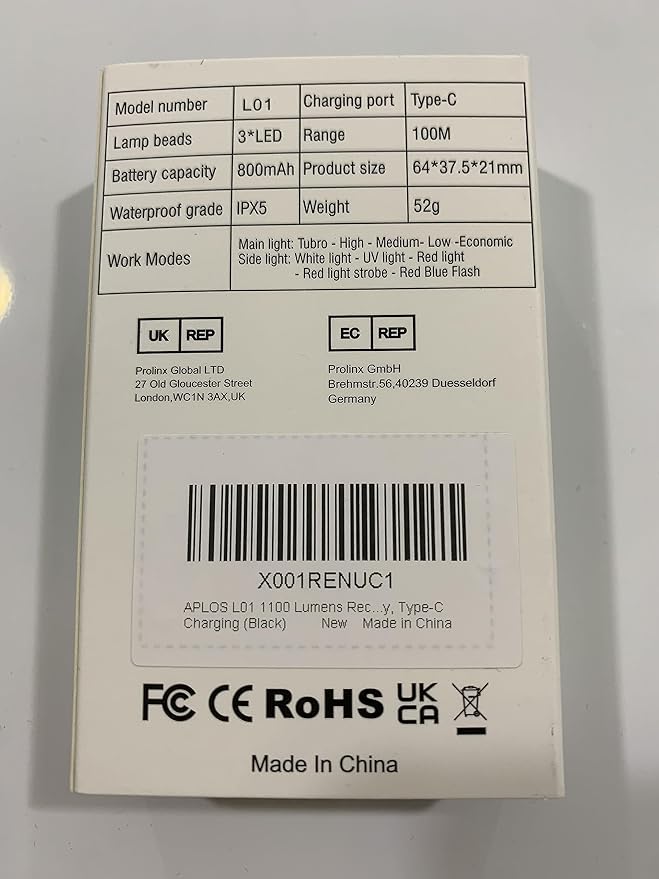 Model number L01 Charging port Type-C
Lamp beads 3*LED Range 100M
Battery capacity 800mAh Product size 64*37.5*21mm
Waterproof grade IPX5 Weight 52g
Work Modes Main light: Tubro - High - Medium- Low -Economic
Side light: White light - UV light - Red light
- Red light strobe - Red Blue Flash
UK REP
Prolinx Global LTD
27 Old Gloucester Street
London,WC1N 3AX,UK
EC REP
Prolinx GmbH
Brehmstr.56,40239 Duesseldorf
Germany
X001RENUC1
APLOS L01 1100 Lumens Rec...y, Type-C
Charging (Black) New Made in China
FC CE RoHS UK
CA
Made In China